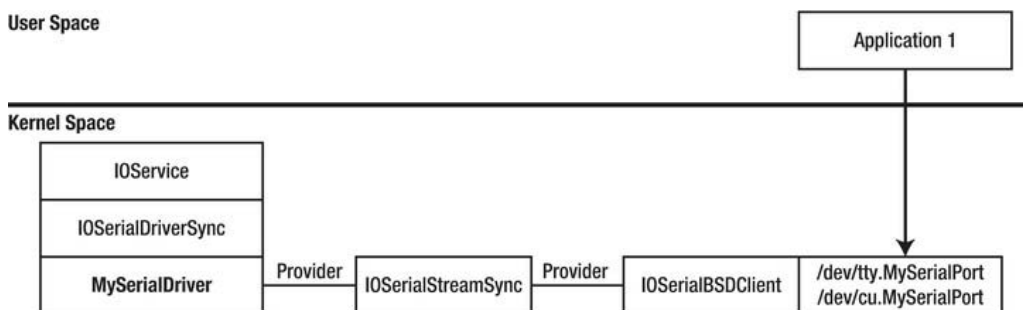 User Space
Application 1
Kernel Space
IOService
IOSerialDriverSync
MySerialDriver
Provider
IOSerialStreamSync
Provider
IOSerialBSDClient
/dev/tty.MySerialPort
/dev/cu.MySerialPort